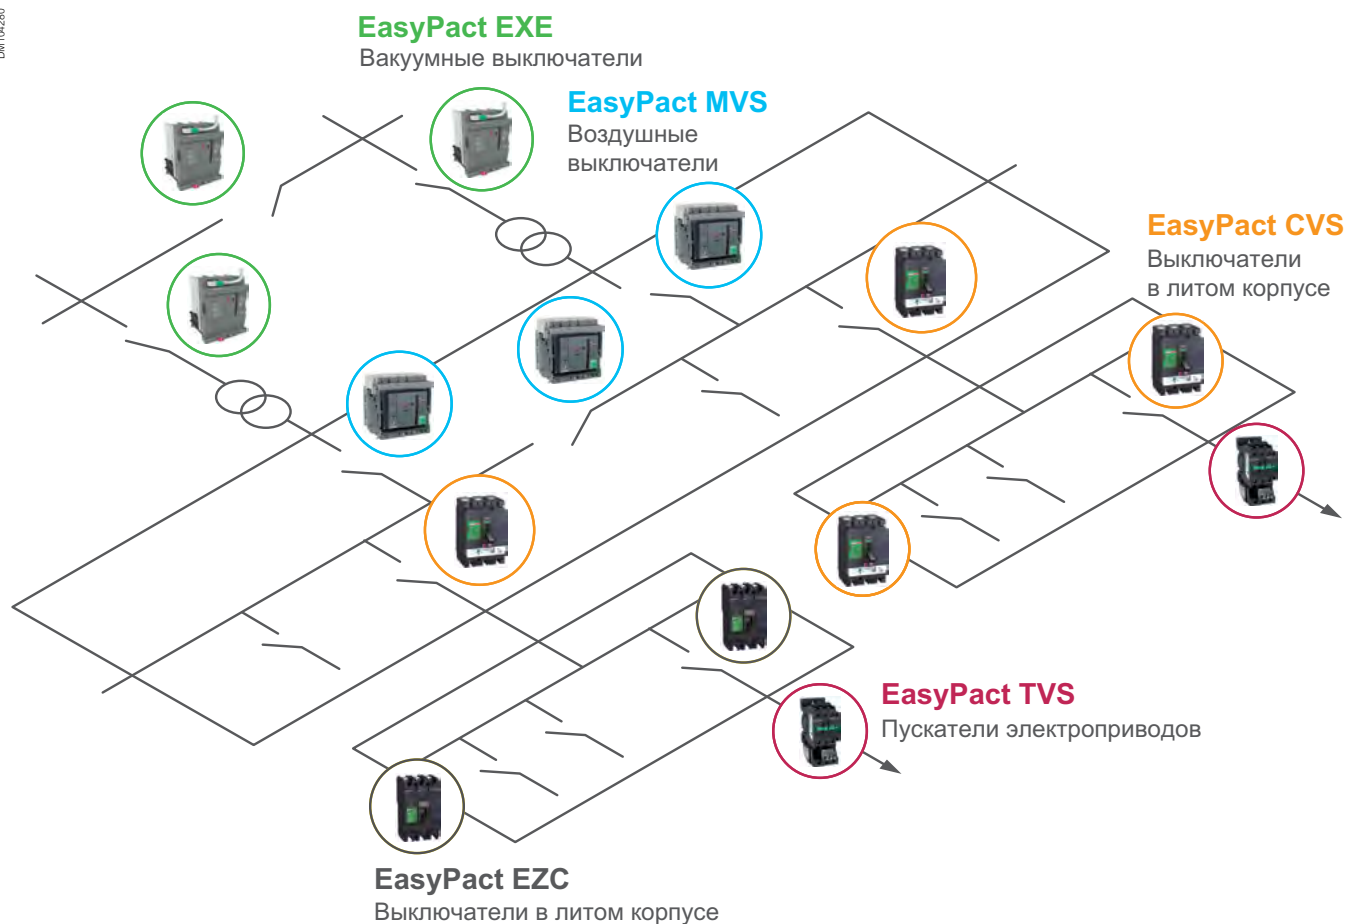 DM104280
EasyPact EXE
Вакуумные выключатели
EasyPact MVS
Воздушные
выключатели
EasyPact CVS
Выключатели
в литом корпусе
EasyPact TVS
Пускатели электроприводов
EasyPact EZC
Выключатели в литом корпусе